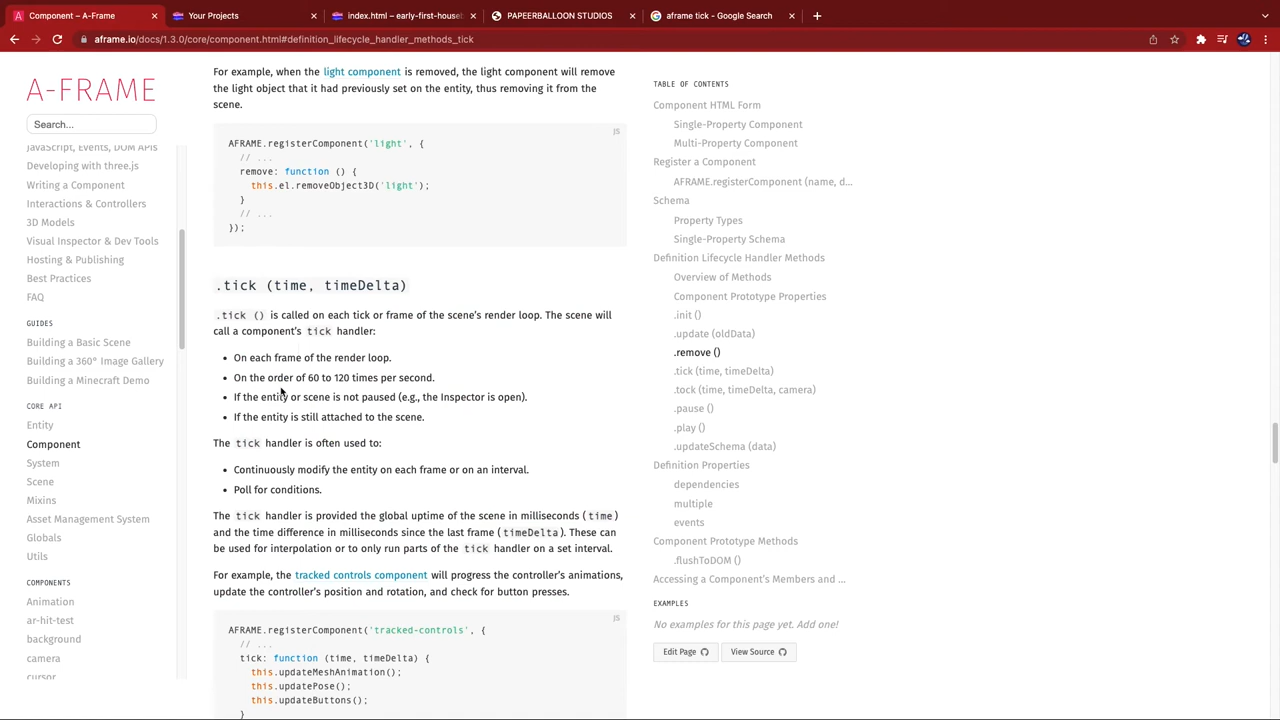 Component – A-Frame
Your Projects
index.html – early-first-househ
PAPEERBALLOON STUDIOS
aframe tick - Google Search
aframe.io/docs/1.3.0/core/component.html#definition_lifecycle_handler_methods_tick
A-FRAME
Search...
JavaScript, Events, DOM APIs
Developing with three.js
Writing a Component
Interactions & Controllers
3D Models
Visual Inspector & Dev Tools
Hosting & Publishing
Best Practices
FAQ
GUIDES
Building a Basic Scene
Building a 360° Image Gallery
Building a Minecraft Demo
CORE API
Entity
Component
System
Scene
Mixins
Asset Management System
Globals
Utils
COMPONENTS
Animation
ar-hit-test
background
camera
cursor
For example, when the light component is removed, the light component will remove
the light object that it had previously set on the entity, thus removing it from the
scene.
JS
AFRAME.registerComponent('light', {
// ...
remove: function () {
this.el.removeObject3D('light');
}
// ...
});
.tick (time, timeDelta)
.tick () is called on each tick or frame of the scene's render loop. The scene will
call a component's tick handler:
• On each frame of the render loop.
• On the order of 60 to 120 times per second.
• If the entity or scene is not paused (e.g., the Inspector is open).
• If the entity is still attached to the scene.
The tick handler is often used to:
• Continuously modify the entity on each frame or on an interval.
• Poll for conditions.
The tick handler is provided the global uptime of the scene in milliseconds (time)
and the time difference in milliseconds since the last frame (timeDelta). These can
be used for interpolation or to only run parts of the tick handler on a set interval.
For example, the tracked controls component will progress the controller's animations,
update the controller's position and rotation, and check for button presses.
JS
AFRAME.registerComponent('tracked-controls', {
// ...
tick: function (time, timeDelta) {
this.updateMeshAnimation();
this.updatePose();
this.updateButtons();
}
TABLE OF CONTENTS
Component HTML Form
Single-Property Component
Multi-Property Component
Register a Component
AFRAME.registerComponent (name, d...
Schema
Property Types
Single-Property Schema
Definition Lifecycle Handler Methods
Overview of Methods
Component Prototype Properties
.init ()
.update (oldData)
.remove ()
.tick (time, timeDelta)
.tock (time, timeDelta, camera)
.pause ()
.play ()
.updateSchema (data)
Definition Properties
dependencies
multiple
events
Component Prototype Methods
.flushToDOM ()
Accessing a Component's Members and ...
EXAMPLES
No examples for this page yet. Add one!
Edit Page
View Source